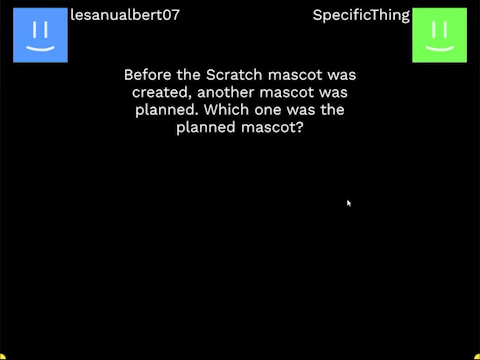 lesanualbert07
SpecificThing
Before the Scratch mascot was
created, another mascot was
planned. Which one was the
planned mascot?